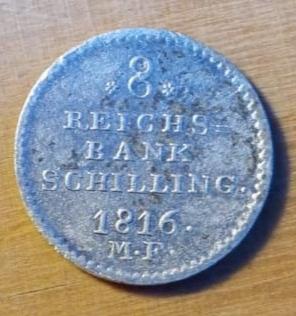 *8*
REICHS=
BANK
SCHILLING.
1816.
M.F.